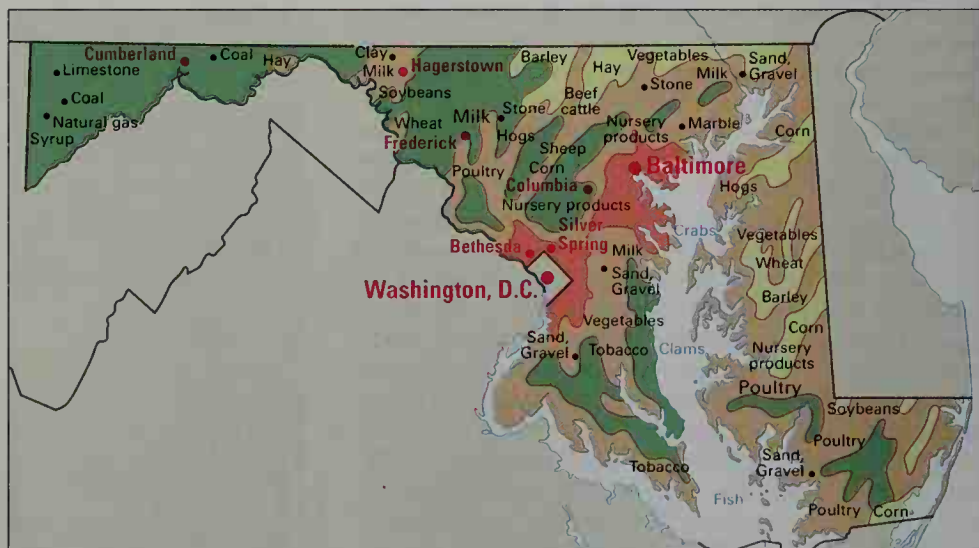 Cumberland
Coal
Limestone
Coal
Natural gas
Syrup
Hay
Clay
Milk
Hagerstown
Soybeans
Wheat
Milk
Frederick
Poultry
Barley
Hay
Vegetables
Milk
Sand,
Gravel
Beef
cattle
Stone
Stone
Hogs
Nursery
products
Marble
Sheep
Corn
Corn
Baltimore
Columbia
Nursery products
Hogs
Silver
Spring
Bethesda
Crabs
Milk
Sand,
Gravel
Washington, D.C.
Vegetables
Wheat
Barley
Vegetables
Sand,
Gravel
Tobacco
Clams
Corn
Nursery
products
Poultry
Soybeans
Poultry
Tobacco
Sand,
Gravel
Fish
Poultry
Corn